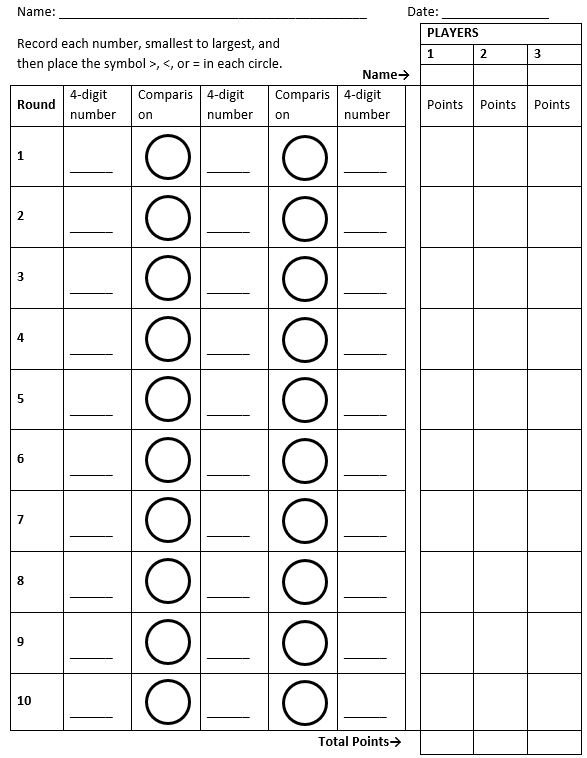 Name: ____________________________________________
Date: _______________
PLAYERS
Record each number, smallest to largest, and
then place the symbol >, <, or = in each circle.
1 2 3
Name→
Round 4-digit number Comparis on 4-digit number Comparis on 4-digit number Points Points Points
1 ______ ______ ______
2 ______ ______ ______
3 ______ ______ ______
4 ______ ______ ______
5 ______ ______ ______
6 ______ ______ ______
7 ______ ______ ______
8 ______ ______ ______
9 ______ ______ ______
10 ______ ______ ______
Total Points→